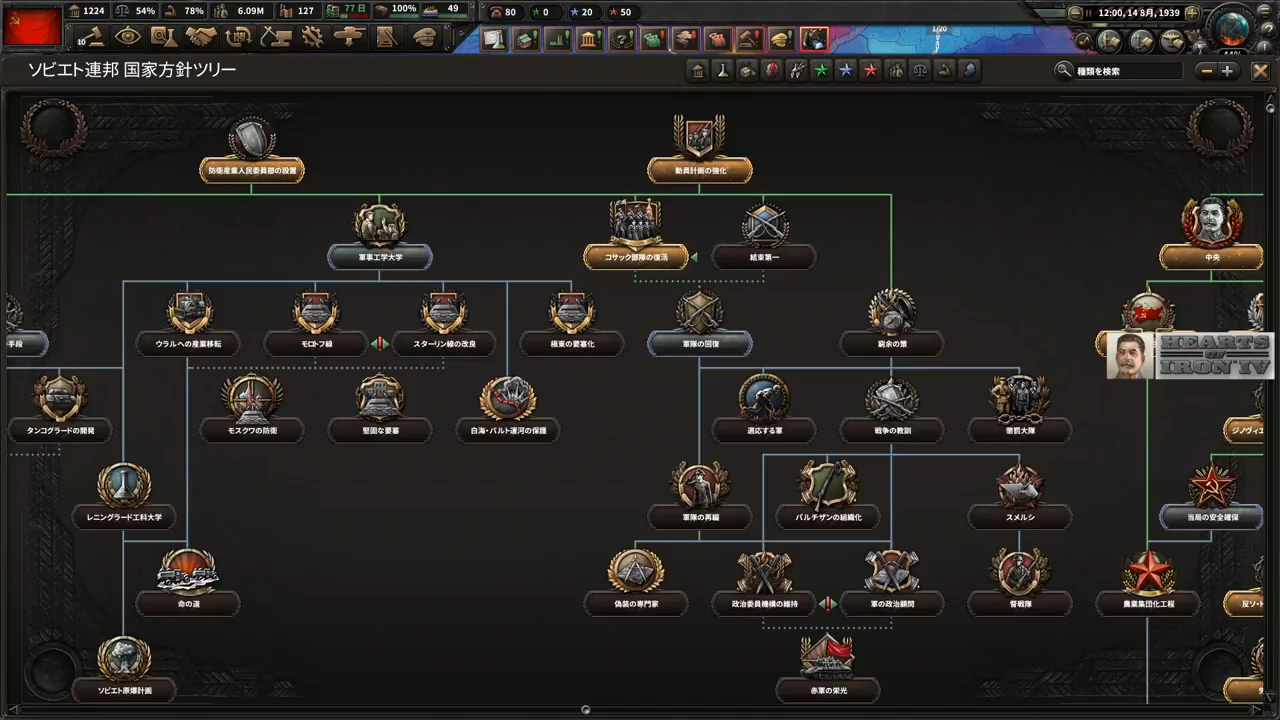 1224 54% 78% 6.09M 127 77 日 100% 49 80 0 20 50 12:00, 14 8月, 1939
10 1/20
ソビエト連邦 国家方針ツリー 種類を検索
防衛産業人民委員部の設置 動員計画の強化
軍事工学大学 コサック部隊の復活 結束第一 中央
手段 ウラルへの産業移転 モロトフ線 スターリン線の改良 極東の要塞化 軍隊の回復 窮余の策
HEARTS OF IRON IV
タンコグラードの開発 モスクワの防衛 堅固な要塞 白海・バルト運河の保護 適応する軍 戦争の教訓 懲罰大隊 ジノヴィエ
レニングラード工科大学 軍隊の再編 パルチザンの組織化 スメルシ 当局の安全確保
命の道 偽装の専門家 政治委員機構の維持 軍の政治顧問 督戦隊 農業集団化工程 反ソ・ト
ソビエト原爆計画 赤軍の栄光